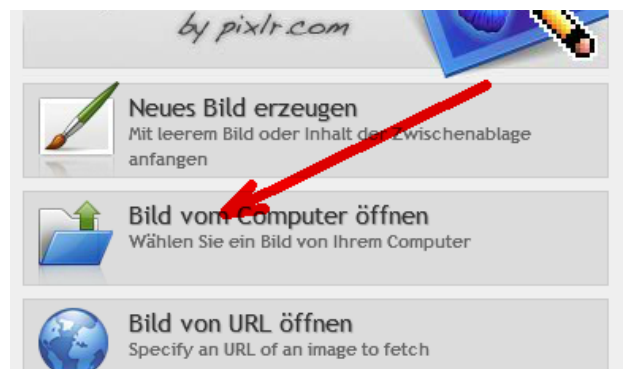 by pixlr.com
Neues Bild erzeugen
Mit leerem Bild oder Inhalt der Zwischenablage
anfangen
Bild vom Computer öffnen
Wählen Sie ein Bild von Ihrem Computer
Bild von URL öffnen
Specify an URL of an image to fetch